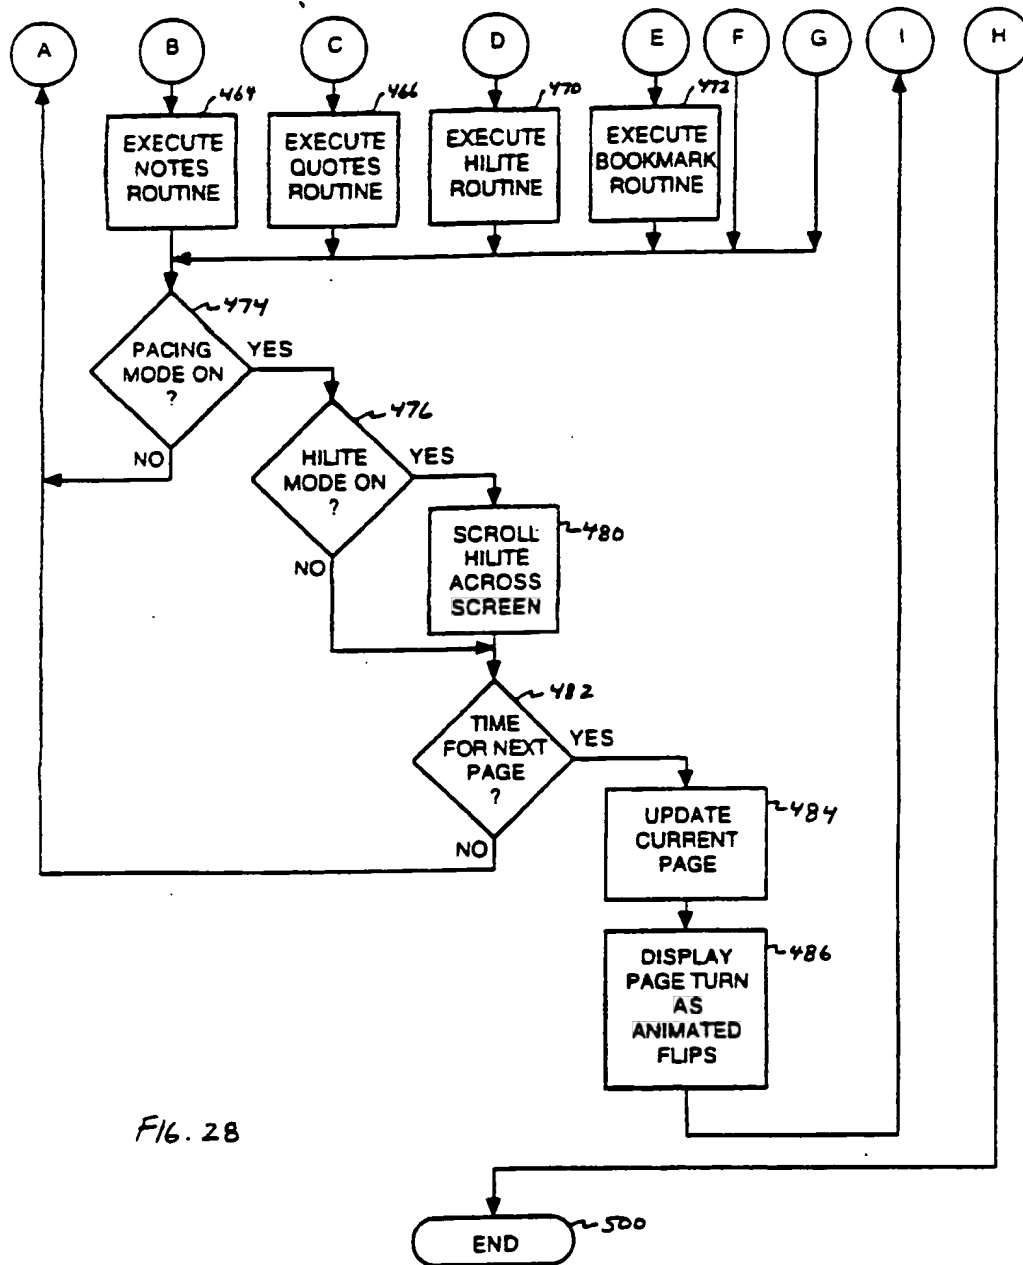 A
B
C
D
E
F
G
I
H
464
466
470
472
EXECUTE
NOTES
ROUTINE
EXECUTE
QUOTES
ROUTINE
EXECUTE
HILITE
ROUTINE
EXECUTE
BOOKMARK
ROUTINE
474
PACING
MODE ON
?
YES
NO
476
HILITE
MODE ON
?
YES
NO
480
SCROLL
HILITE
ACROSS
SCREEN
482
TIME
FOR NEXT
PAGE
?
YES
NO
484
UPDATE
CURRENT
PAGE
486
DISPLAY
PAGE TURN
AS
ANIMATED
FLIPS
FIG. 28
500
END